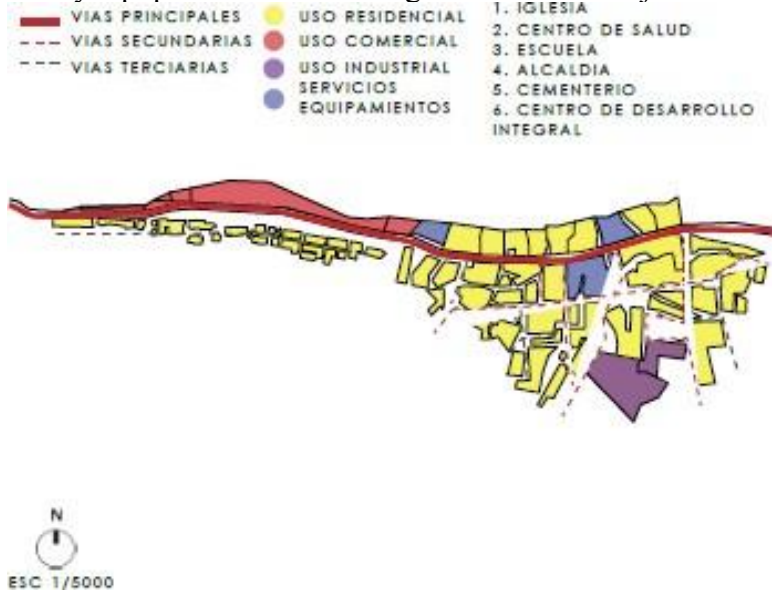 VIAS PRINCIPALES
VIAS SECUNDARIAS
VIAS TERCIARIAS
USO RESIDENCIAL
USO COMERCIAL
USO INDUSTRIAL
SERVICIOS
EQUIPAMIENTOS
1. IGLESIA
2. CENTRO DE SALUD
3. ESCUELA
4. ALCALDIA
5. CEMENTERIO
6. CENTRO DE DESARROLLO
INTEGRAL
N
ESC 1/5000